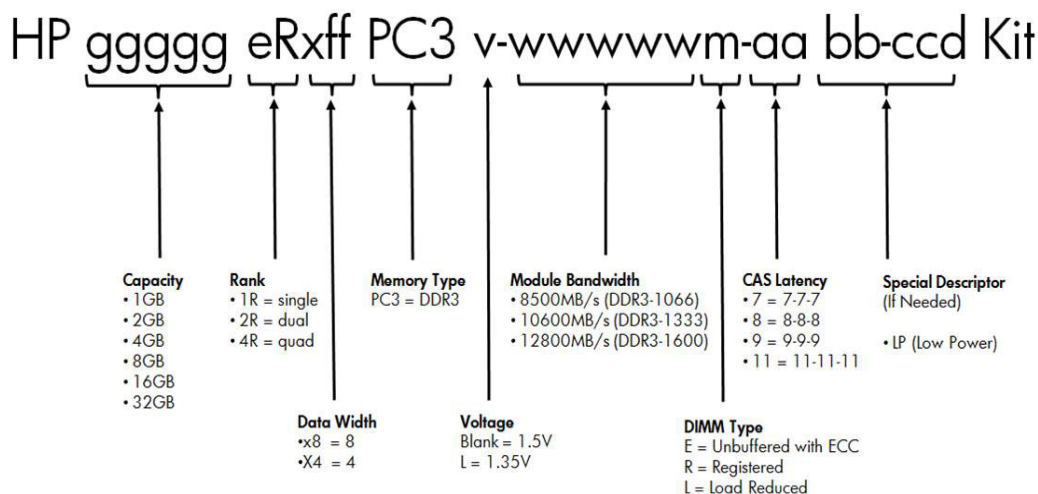 HP ggggg eRxff PC3 v-wwwwwm-aa bb-ccd Kit
Capacity
• 1GB
• 2GB
• 4GB
• 8GB
• 16GB
• 32GB
Rank
• 1R = single
• 2R = dual
• 4R = quad
Memory Type
PC3 = DDR3
Module Bandwidth
• 8500MB/s (DDR3-1066)
• 10600MB/s (DDR3-1333)
• 12800MB/s (DDR3-1600)
CAS Latency
• 7 = 7-7-7
• 8 = 8-8-8
• 9 = 9-9-9
• 11 = 11-11-11
Special Descriptor
(If Needed)
• LP (Low Power)
Data Width
•x8 = 8
•X4 = 4
Voltage
Blank = 1.5V
L = 1.35V
DIMM Type
E = Unbuffered with ECC
R = Registered
L = Load Reduced